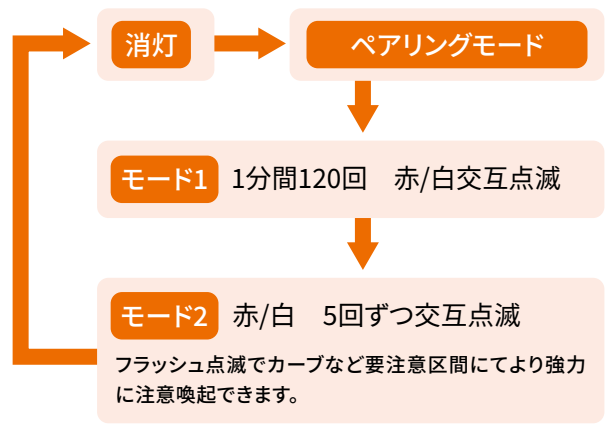 消灯
ペアリングモード
モード1 1分間120回　赤/白交互点滅
モード2 赤/白　5回ずつ交互点滅
フラッシュ点滅でカーブなど要注意区間にてより強力
に注意喚起できます。